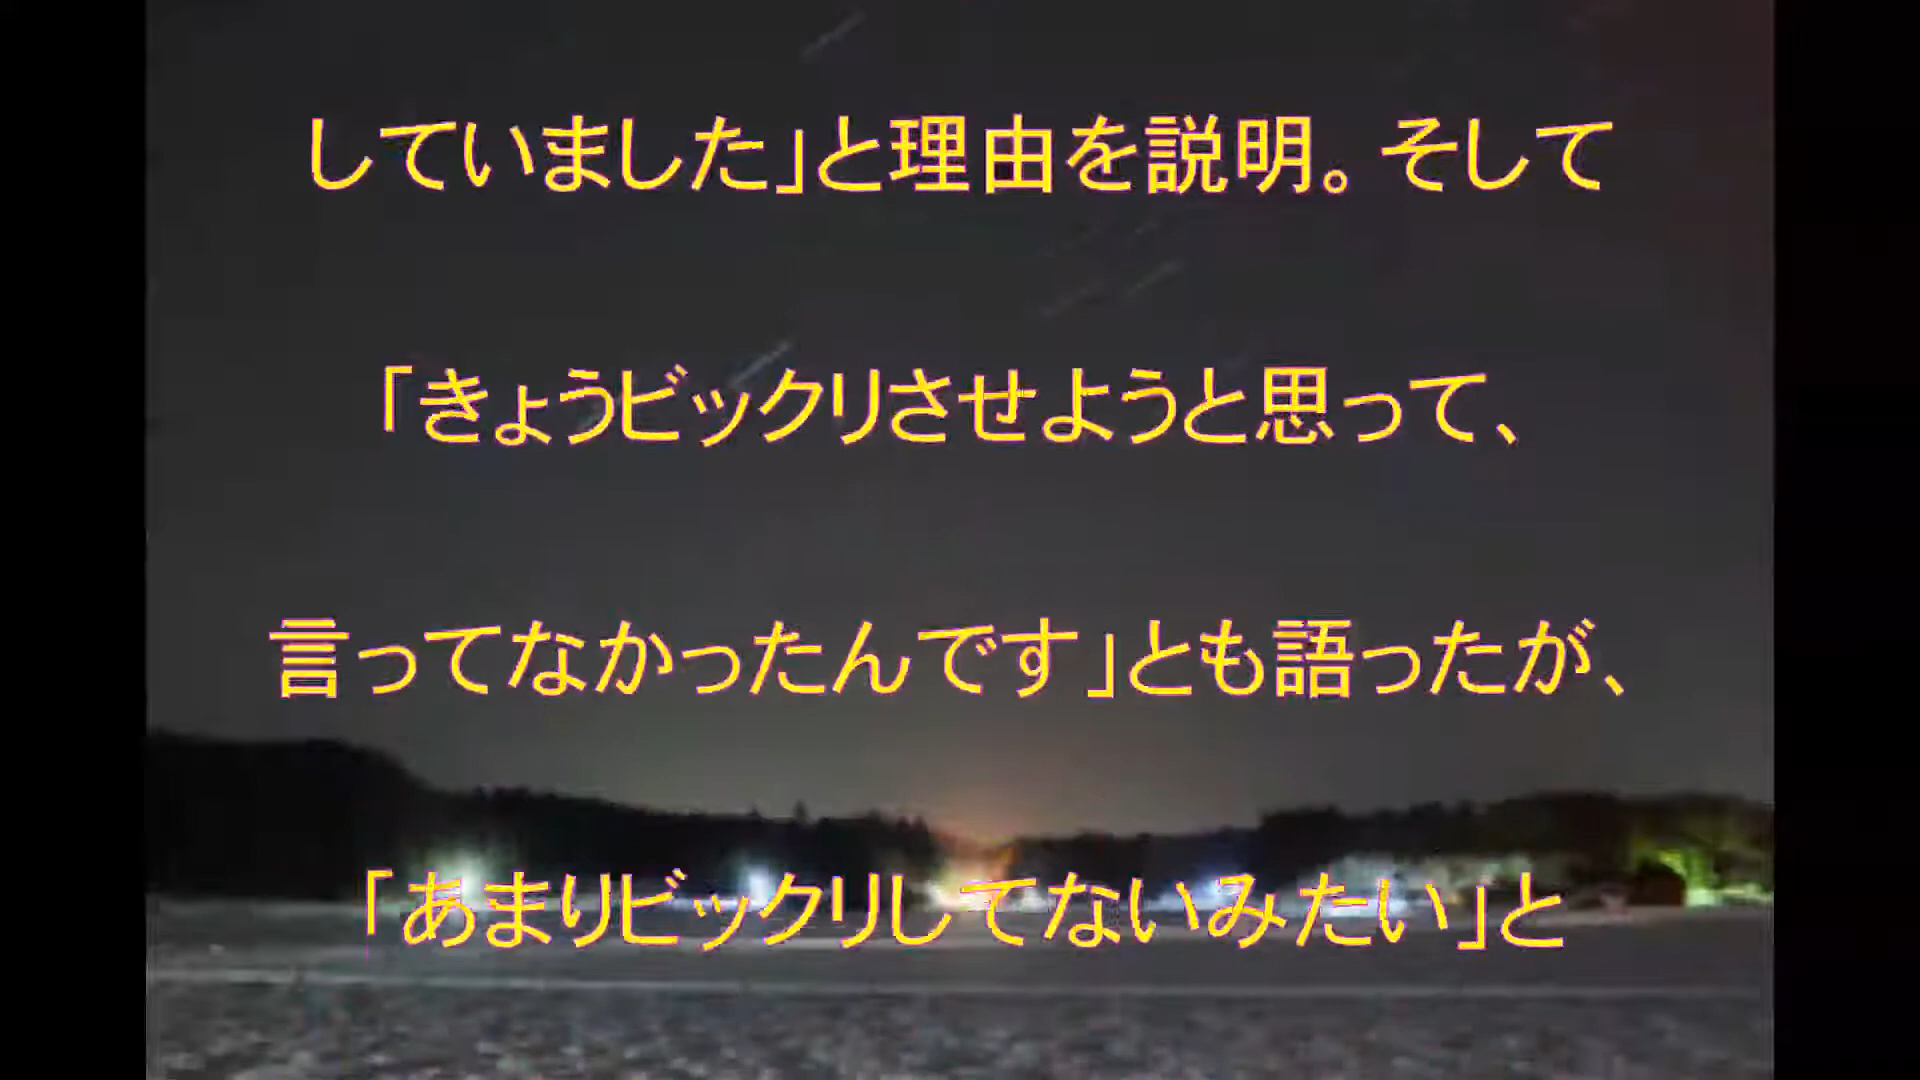 していました」と理由を説明。そして
「きょうビックリさせようと思って、
言ってなかったんです」とも語ったが、
「あまりビックリしてないみたい」と